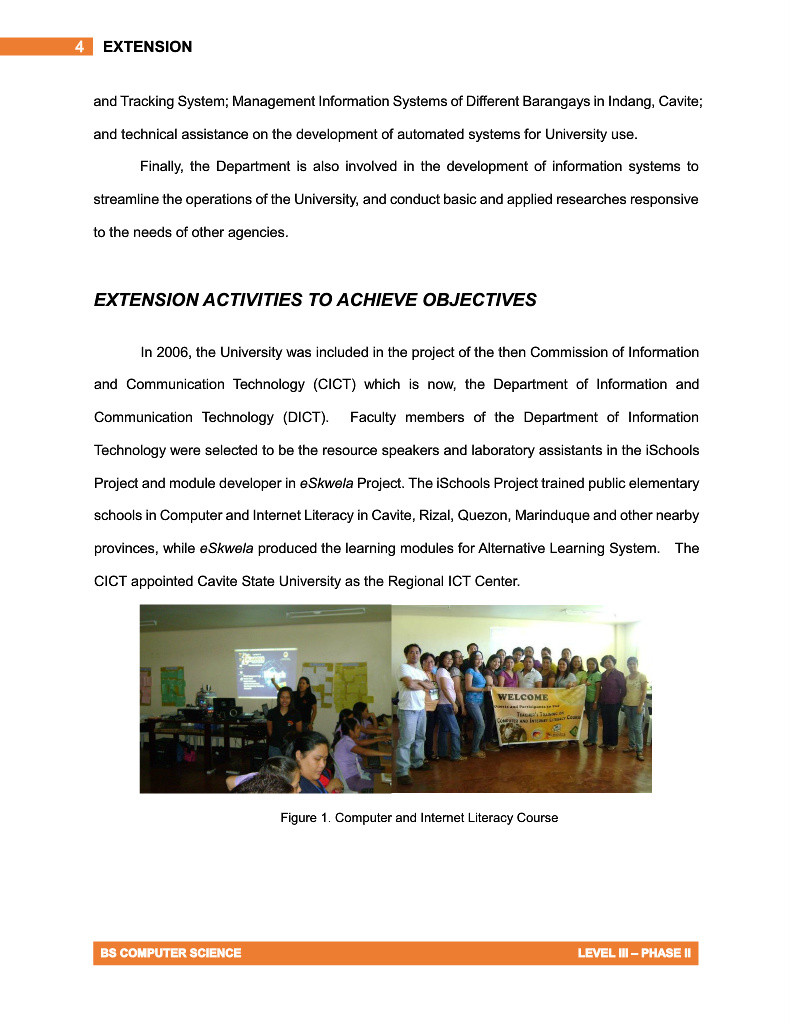 4 EXTENSION
and Tracking System; Management Information Systems of Different Barangays in Indang, Cavite;
and technical assistance on the development of automated systems for University use.
Finally, the Department is also involved in the development of information systems to
streamline the operations of the University, and conduct basic and applied researches responsive
to the needs of other agencies.
EXTENSION ACTIVITIES TO ACHIEVE OBJECTIVES
In 2006, the University was included in the project of the then Commission of Information
and Communication Technology (CICT) which is now, the Department of Information and
Communication Technology (DICT). Faculty members of the Department of Information
Technology were selected to be the resource speakers and laboratory assistants in the iSchools
Project and module developer in eSkwela Project. The iSchools Project trained public elementary
schools in Computer and Internet Literacy in Cavite, Rizal, Quezon, Marinduque and other nearby
provinces, while eSkwela produced the learning modules for Alternative Learning System. The
CICT appointed Cavite State University as the Regional ICT Center.
WELCOME
and Participants to the
Teacher's Training on
Computer and Internet Literacy Course
Figure 1. Computer and Internet Literacy Course
BS COMPUTER SCIENCE LEVEL III – PHASE II